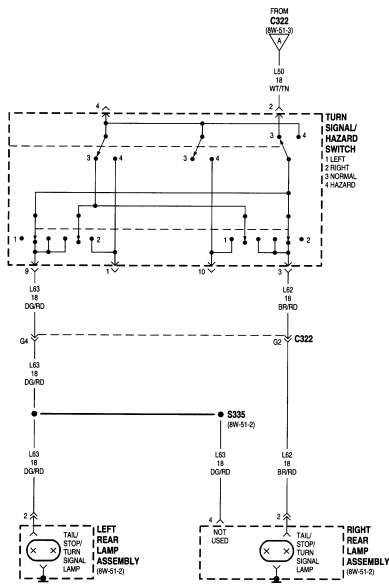 FROM
C322
(8W-51-3)
A
L50
18
WT/TN
4
2
TURN
SIGNAL/
HAZARD
SWITCH
1 LEFT
2 RIGHT
3 NORMAL
4 HAZARD
3
4
3
4
3
4
1
2
1
2
9
1
10
3
L63
18
DG/RD
L62
18
BR/RD
G4
G2
C322
L63
18
DG/RD
S335
(8W-51-2)
L63
18
DG/RD
L63
18
DG/RD
L62
18
BR/RD
2
4
2
NOT
USED
TAIL/
STOP/
TURN
SIGNAL
LAMP
LEFT
REAR
LAMP
ASSEMBLY
(8W-51-2)
TAIL/
STOP/
TURN
SIGNAL
LAMP
RIGHT
REAR
LAMP
ASSEMBLY
(8W-51-2)